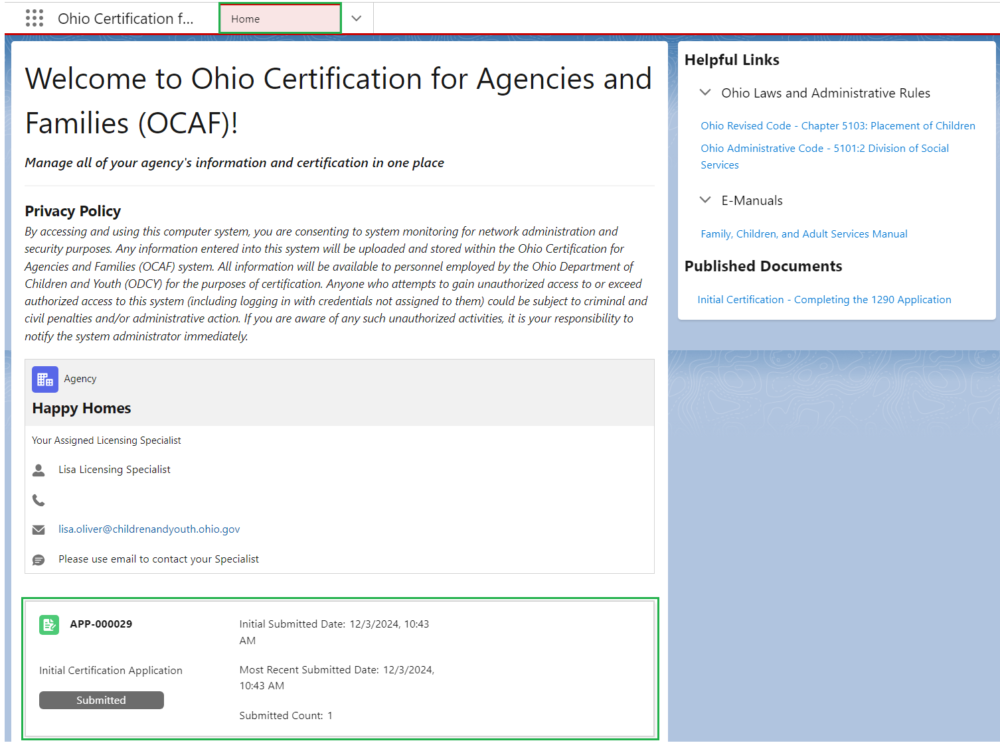 Ohio Certification f...
Home
Welcome to Ohio Certification for Agencies and
Families (OCAF)!
Manage all of your agency's information and certification in one place
Privacy Policy
By accessing and using this computer system, you are consenting to system monitoring for network administration and
security purposes. Any information entered into this system will be uploaded and stored within the Ohio Certification for
Agencies and Families (OCAF) system. All information will be available to personnel employed by the Ohio Department of
Children and Youth (ODCY) for the purposes of certification. Anyone who attempts to gain unauthorized access to or exceed
authorized access to this system (including logging in with credentials not assigned to them) could be subject to criminal and
civil penalties and/or administrative action. If you are aware of any such unauthorized activities, it is your responsibility to
notify the system administrator immediately.
Agency
Happy Homes
Your Assigned Licensing Specialist
Lisa Licensing Specialist
lisa.oliver@childrenandyouth.ohio.gov
Please use email to contact your Specialist
APP-000029
Initial Certification Application
Submitted
Initial Submitted Date: 12/3/2024, 10:43
AM
Most Recent Submitted Date: 12/3/2024,
10:43 AM
Submitted Count: 1
Helpful Links
Ohio Laws and Administrative Rules
Ohio Revised Code - Chapter 5103: Placement of Children
Ohio Administrative Code - 5101:2 Division of Social
Services
E-Manuals
Family, Children, and Adult Services Manual
Published Documents
Initial Certification - Completing the 1290 Application